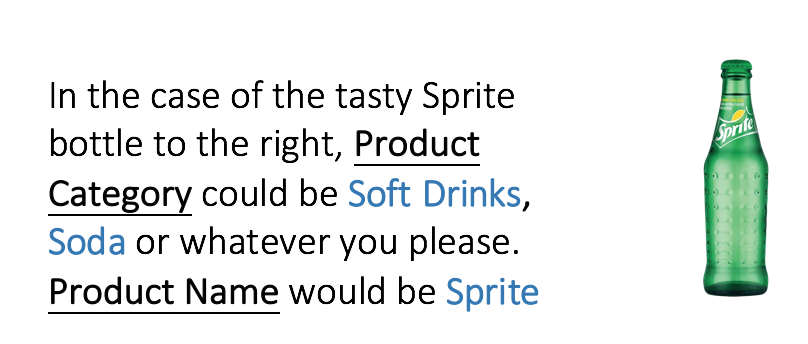 In the case of the tasty Sprite
bottle to the right, Product
Category could be Soft Drinks,
Soda or whatever you please.
Product Name would be Sprite
Sprite